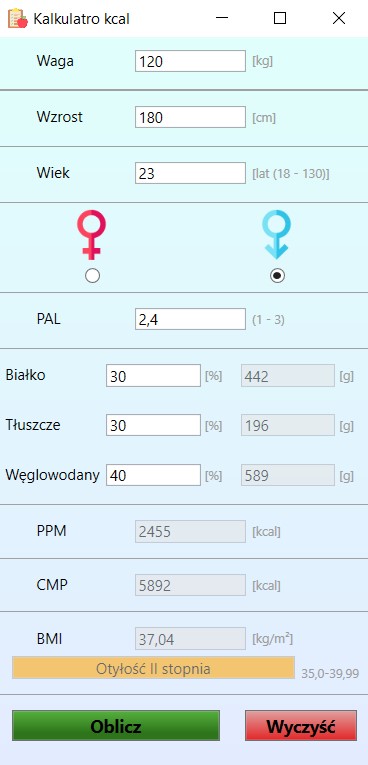 Kalkulatro kcal
Waga 120 [kg]
Wzrost 180 [cm]
Wiek 23 [lat (18 - 130)]
PAL 2,4 (1 - 3)
Białko 30 [%] 442 [g]
Tłuszcze 30 [%] 196 [g]
Węglowodany 40 [%] 589 [g]
PPM 2455 [kcal]
CMP 5892 [kcal]
BMI 37,04 [kg/m²]
Otyłość II stopnia 35,0-39,99
Oblicz Wyczyść